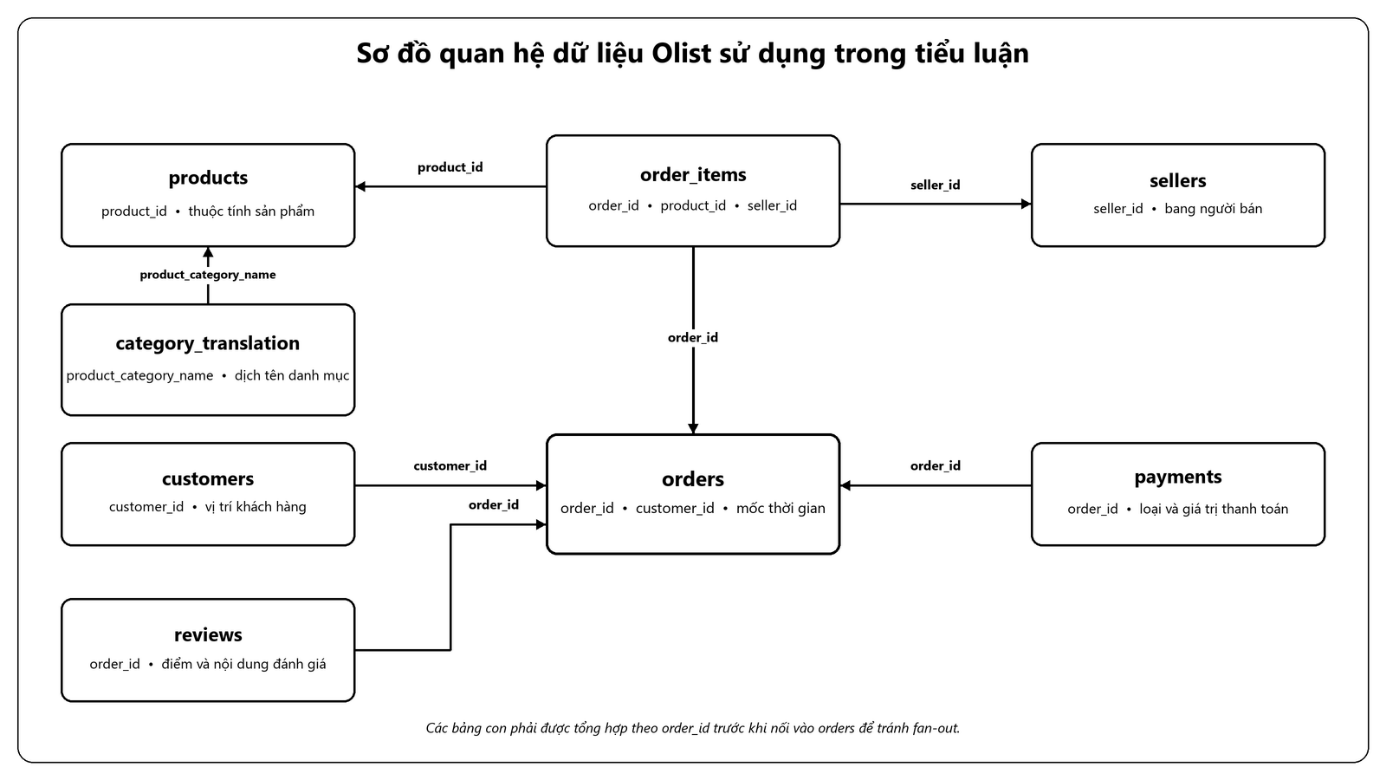 Sơ đồ quan hệ dữ liệu Olist sử dụng trong tiểu luận
products
product_id • thuộc tính sản phẩm
product_id
order_items
order_id • product_id • seller_id
seller_id
sellers
seller_id • bang người bán
product_category_name
category_translation
product_category_name • dịch tên danh mục
order_id
customers
customer_id • vị trí khách hàng
customer_id
order_id
orders
order_id • customer_id • mốc thời gian
order_id
payments
order_id • loại và giá trị thanh toán
reviews
order_id • điểm và nội dung đánh giá
Các bảng con phải được tổng hợp theo order_id trước khi nối vào orders để tránh fan-out.